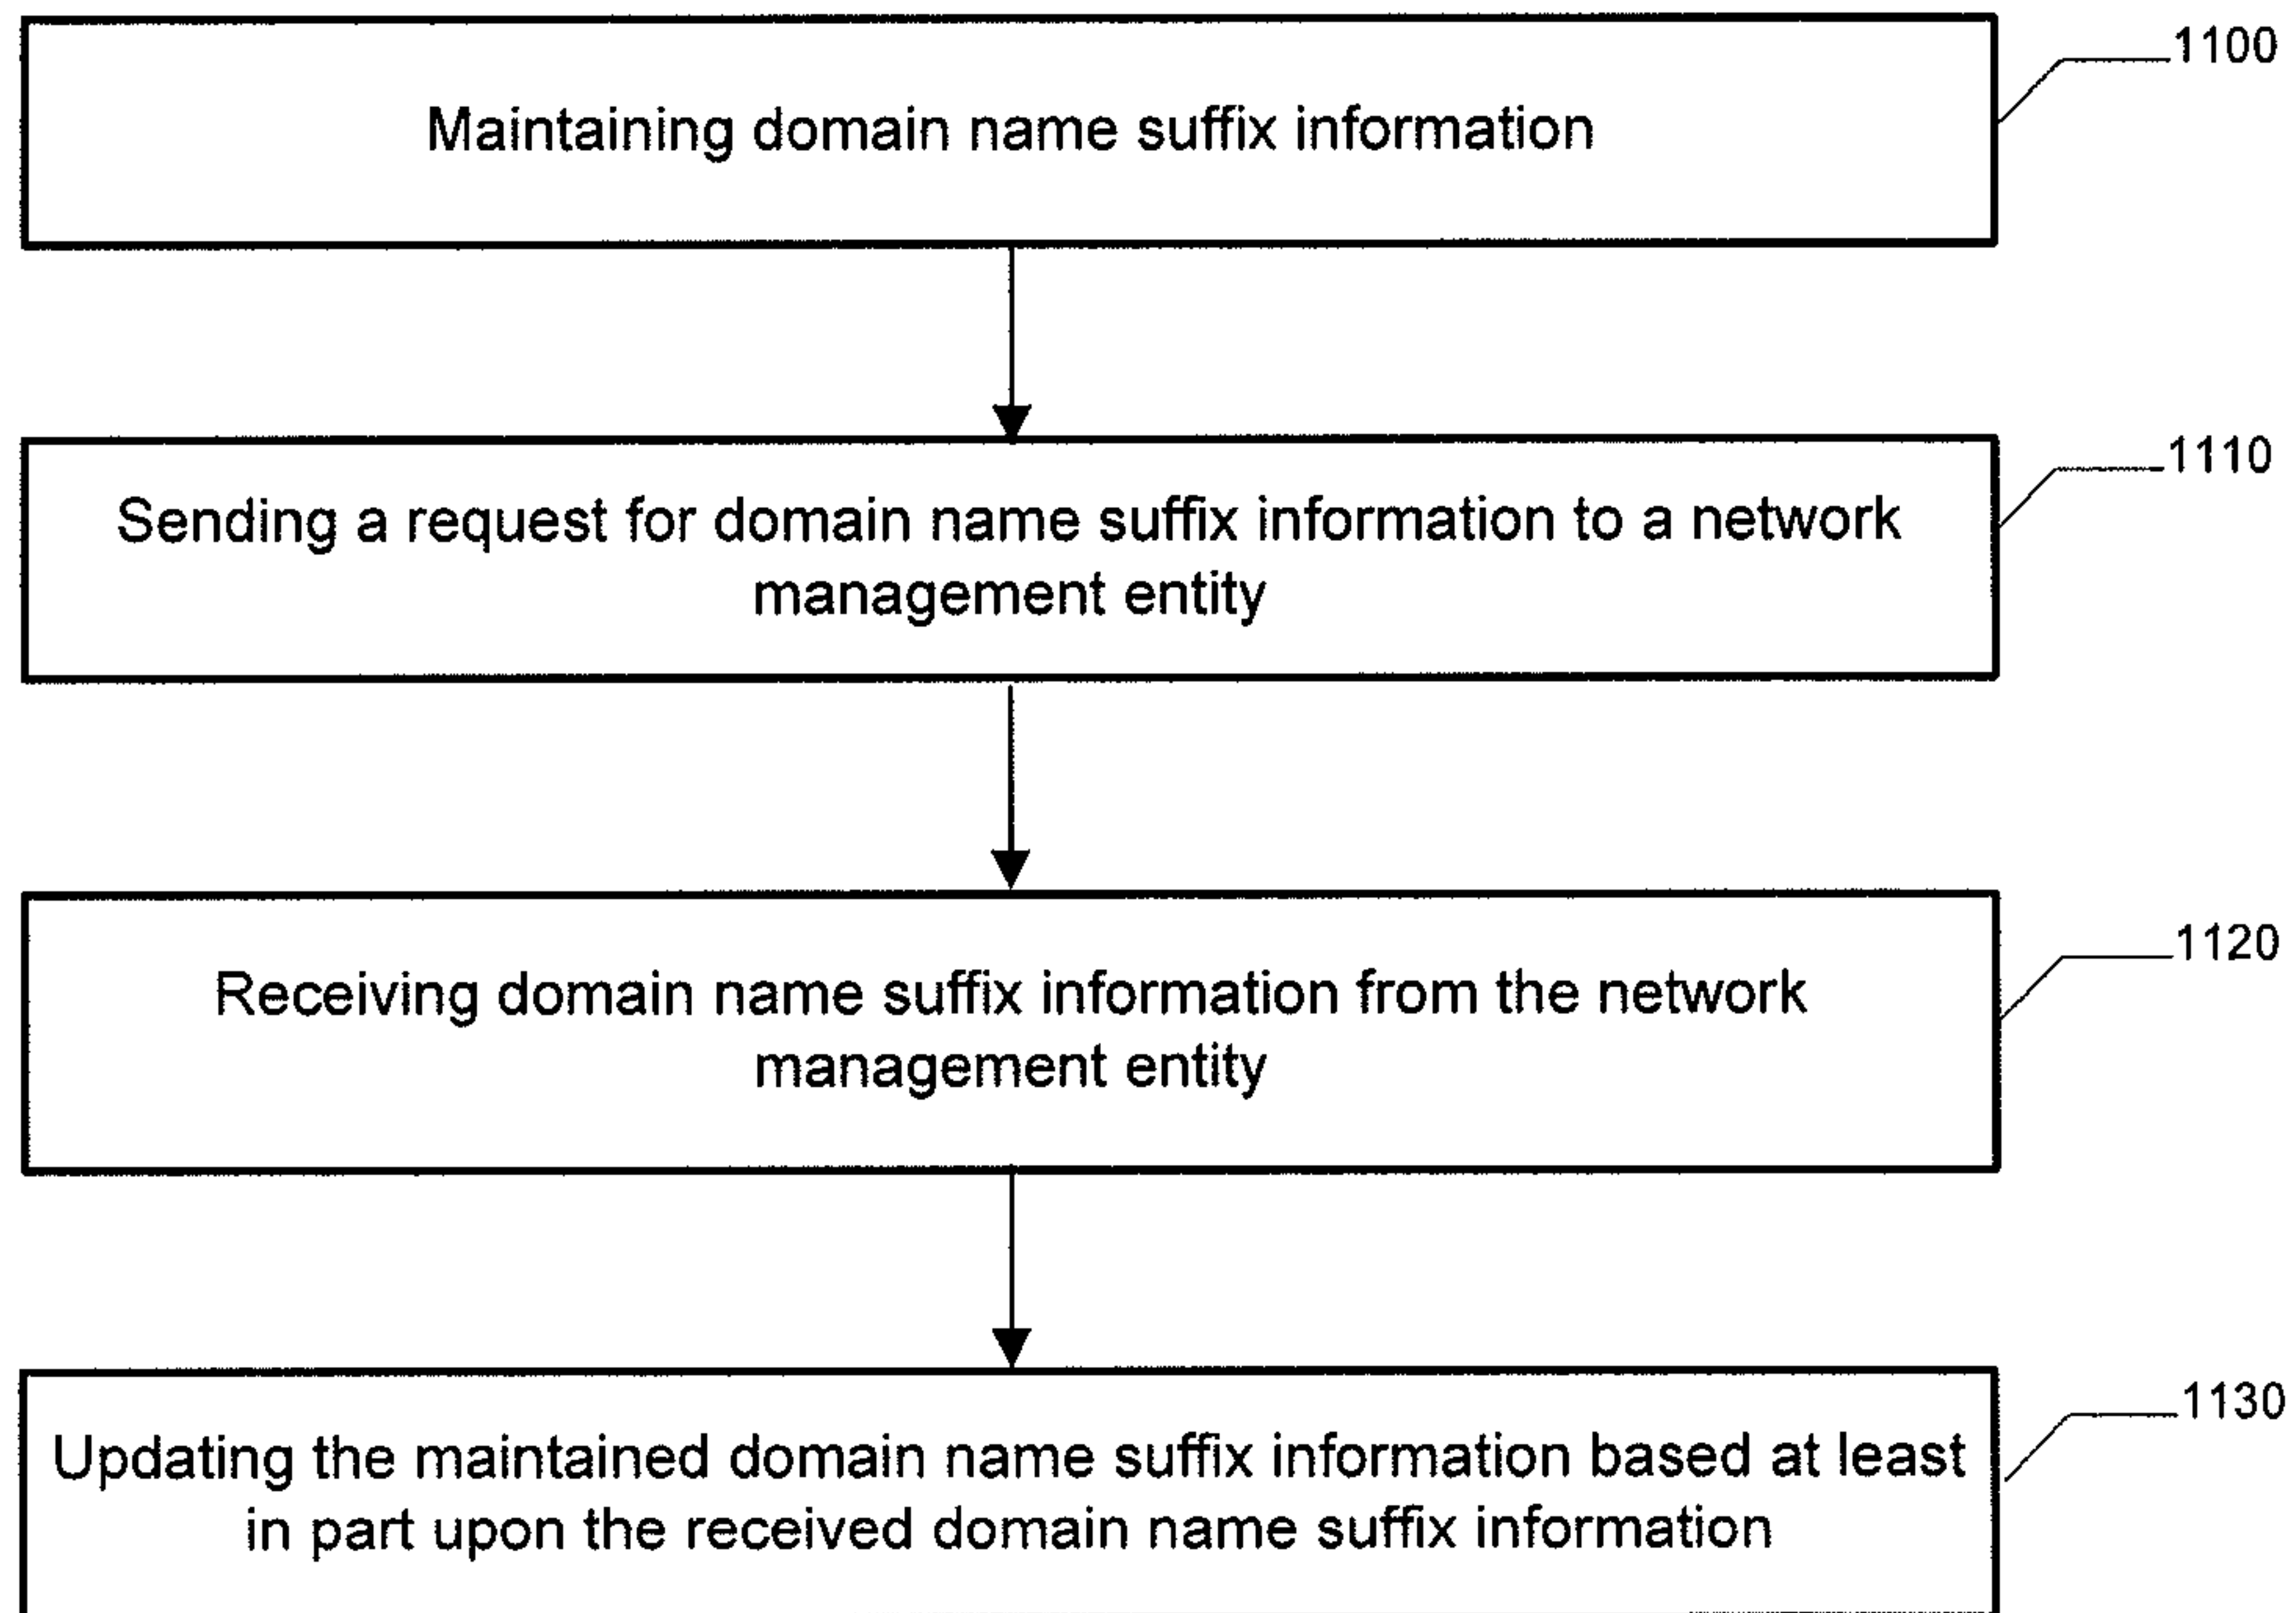 1100
Maintaining domain name suffix information
1110
Sending a request for domain name suffix information to a network
management entity
1120
Receiving domain name suffix information from the network
management entity
1130
Updating the maintained domain name suffix information based at least
in part upon the received domain name suffix information